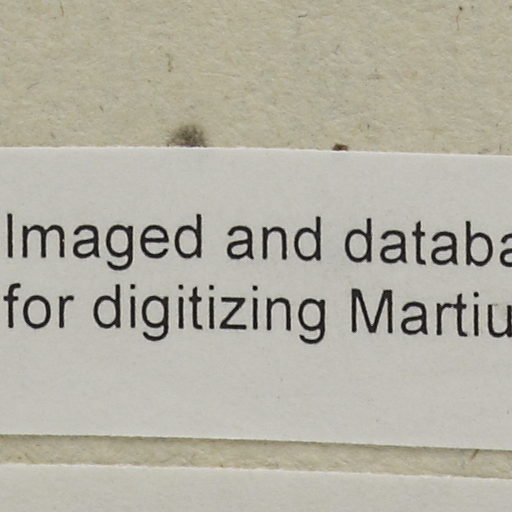 Imaged and databa
for digitizing Martiu